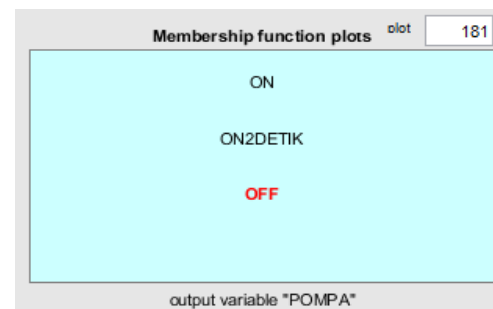 Membership function plots plot 181
ON
ON2DETIK
OFF
output variable "POMPA"